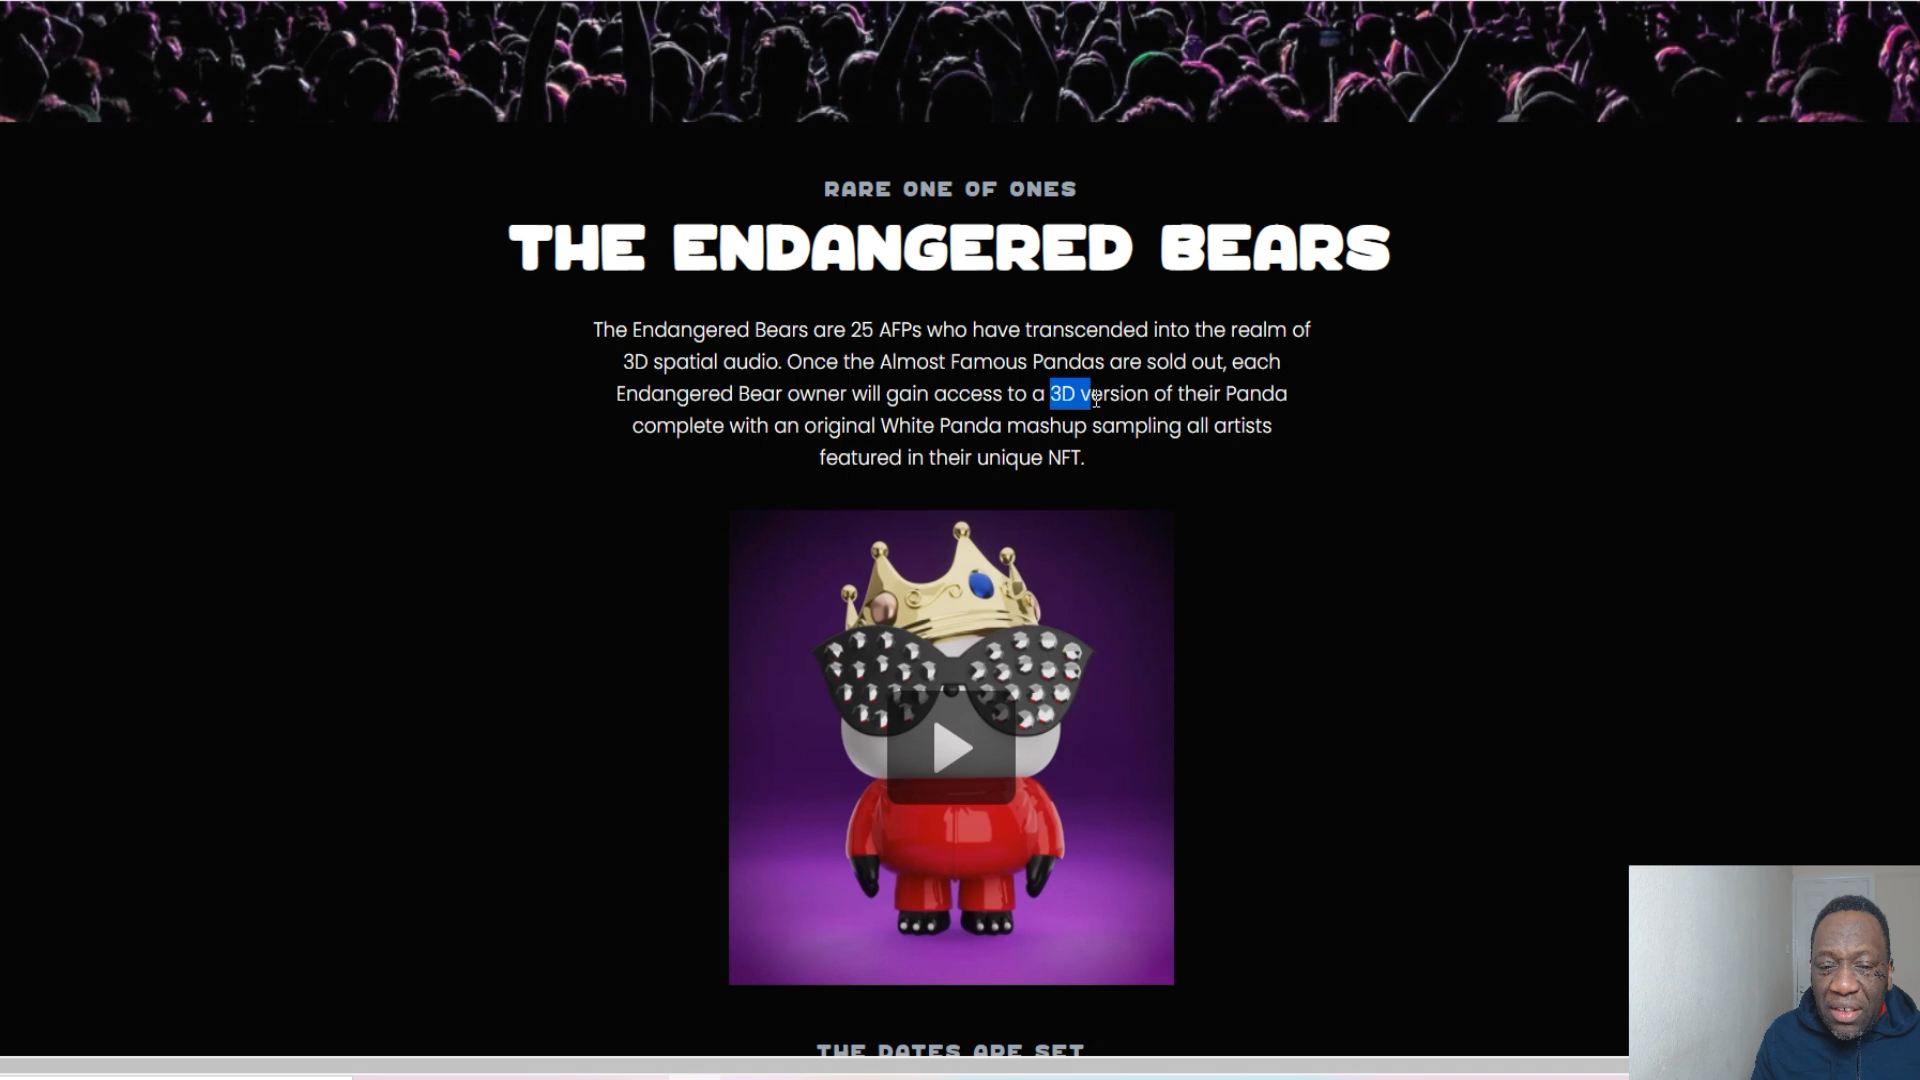 RARE ONE OF ONES
THE ENDANGERED BEARS
The Endangered Bears are 25 AFPs who have transcended into the realm of
3D spatial audio. Once the Almost Famous Pandas are sold out, each
Endangered Bear owner will gain access to a 3D version of their Panda
complete with an original White Panda mashup sampling all artists
featured in their unique NFT.
THE DATES ARE SET